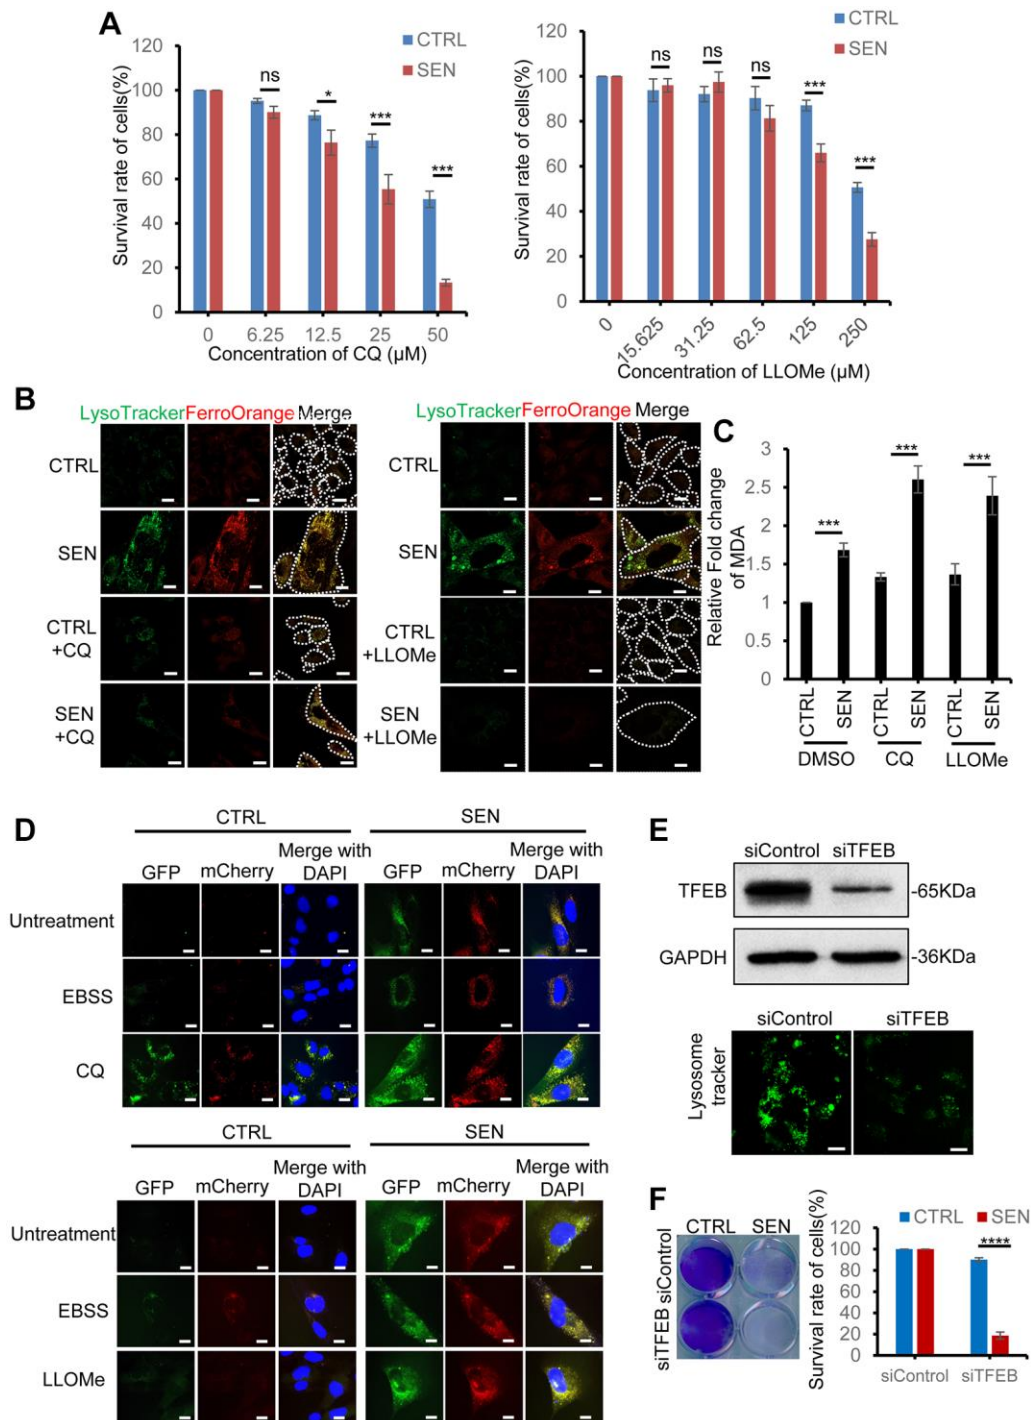 A
120
100
80
60
40
20
0
Survival rate of cells(%)
CTRL
SEN
ns
*
***
***
0 6.25 12.5 25 50
Concentration of CQ (µM)
120
100
80
60
40
20
0
Survival rate of cells(%)
CTRL
SEN
ns ns ns *** ***
0 15.625 31.25 62.5 125 250
Concentration of LLOMe (µM)
B
LysoTracker FerroOrange Merge
CTRL
SEN
CTRL
+CQ
SEN
+CQ
LysoTracker FerroOrange Merge
CTRL
SEN
CTRL
+LLOMe
SEN
+LLOMe
C
Relative Fold change
of MDA
3
2.5
2
1.5
1
0.5
0
*** *** ***
CTRL SEN CTRL SEN CTRL SEN
DMSO CQ LLOMe
D
CTRL SEN
GFP mCherry Merge with
DAPI
GFP mCherry Merge with
DAPI
Untreatment
EBSS
CQ
CTRL SEN
GFP mCherry Merge with
DAPI
GFP mCherry Merge with
DAPI
Untreatment
EBSS
LLOMe
E
siControl siTFEB
TFEB -65KDa
GAPDH -36KDa
siControl siTFEB
Lysosome
tracker
F
CTRL SEN
siControl
siTFEB
CTRL SEN
Survival rate of cells(%)
120
100
80
60
40
20
0
****
siControl siTFEB